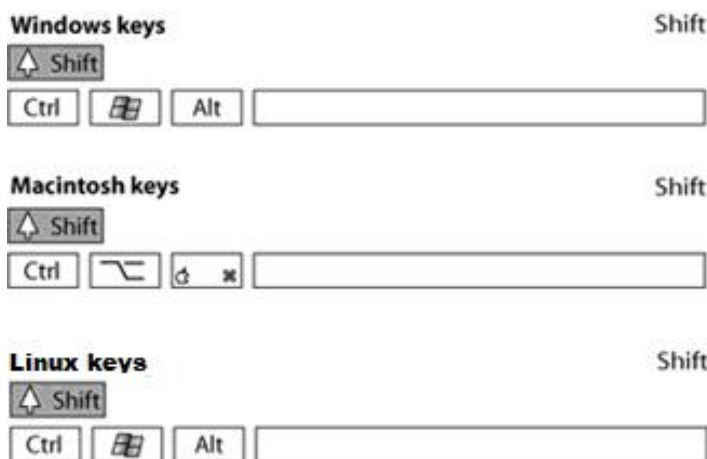 Windows keys Shift
Shift
Ctrl Alt
Macintosh keys Shift
Shift
Ctrl ⌥ ⌘
Linux keys Shift
Shift
Ctrl Alt